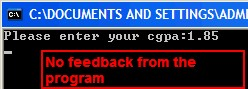 C:\DOCUMENTS AND SETTINGS\ADM
Please enter your cgpa:1.85
No feedback from the
program